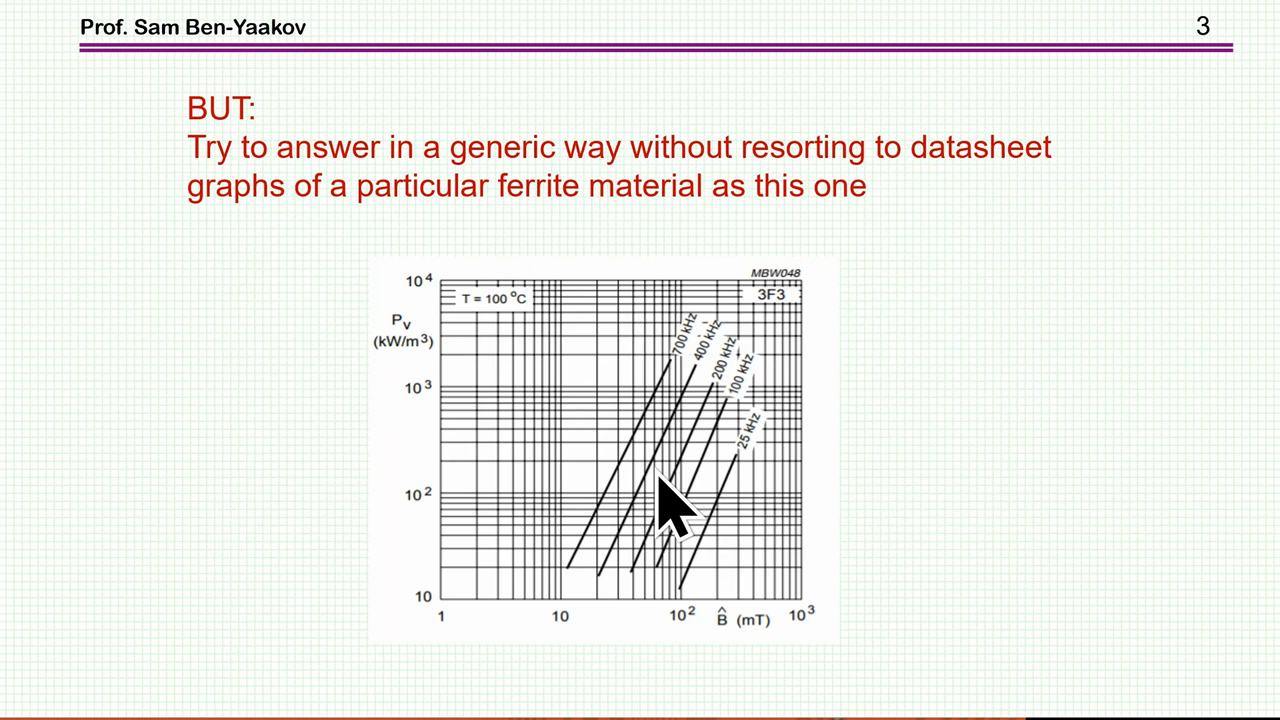 Prof. Sam Ben-Yaakov
3
BUT:
Try to answer in a generic way without resorting to datasheet
graphs of a particular ferrite material as this one
MBW048
10⁴
T = 100 °C
3F3
Pv
(kW/m³)
700 kHz
400 kHz
200 kHz
100 kHz
25 kHz
10³
10²
10
1
10
10²
B̂ (mT)
10³